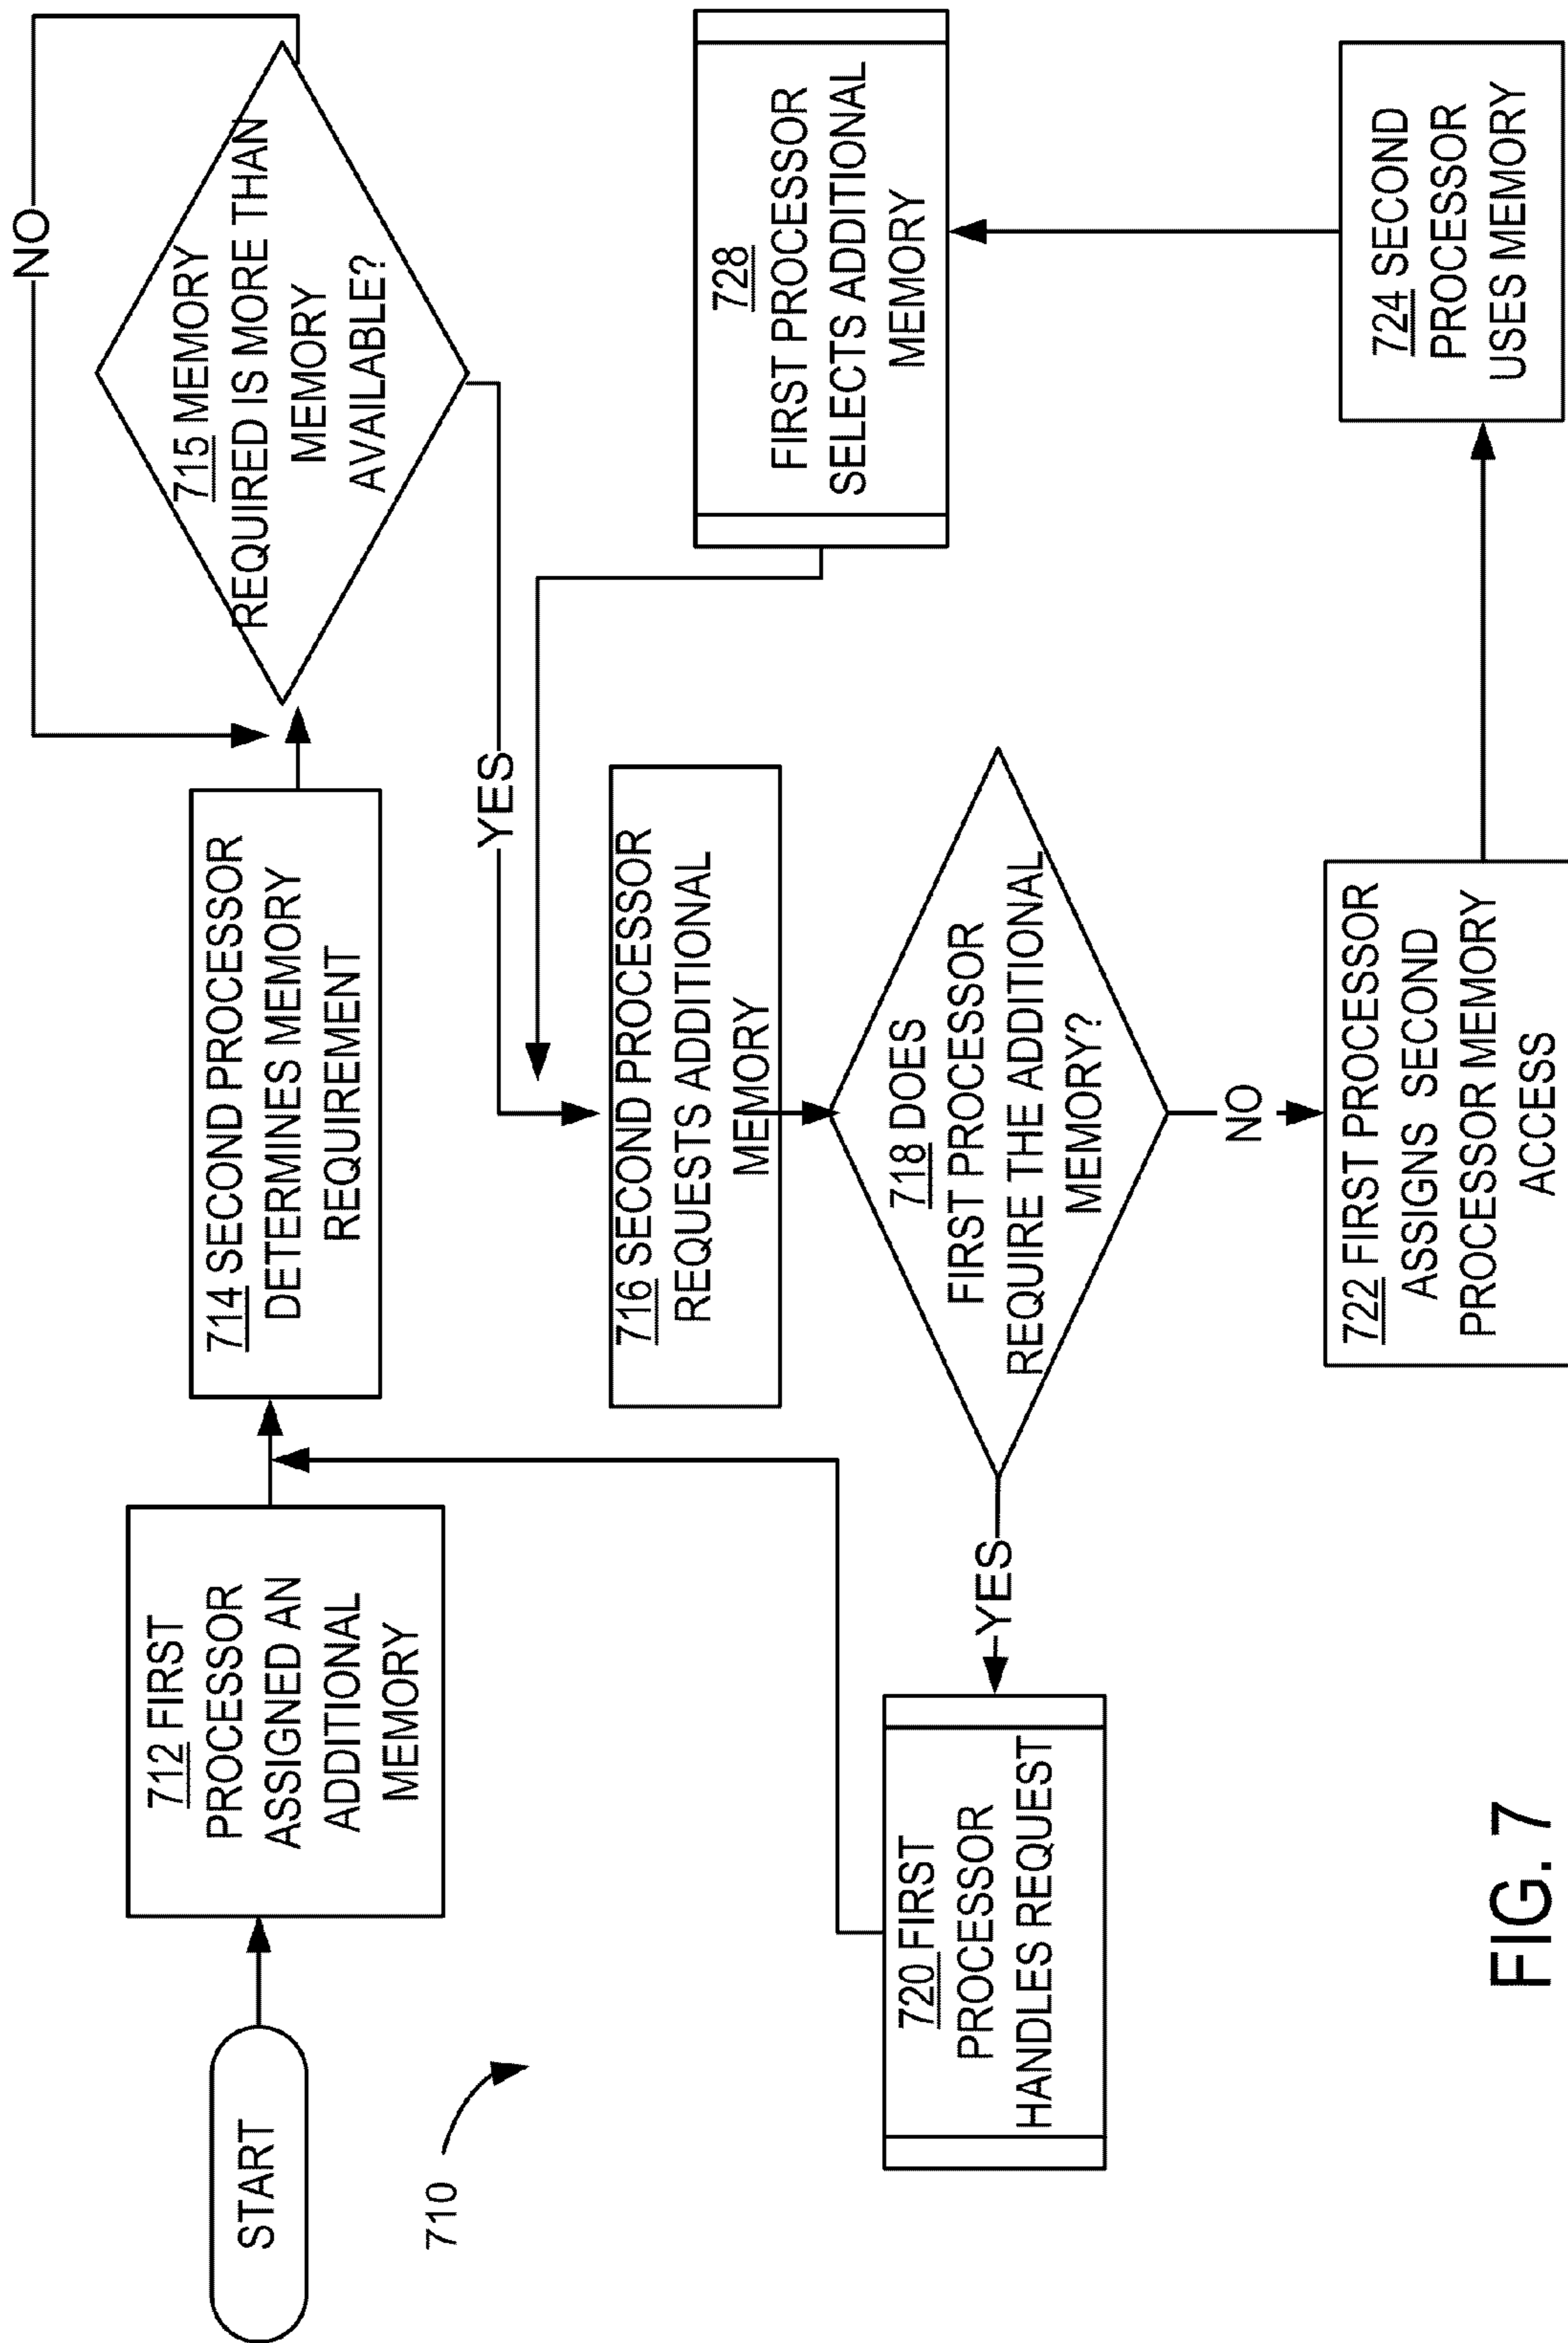 START
710
712 FIRST
PROCESSOR
ASSIGNED AN
ADDITIONAL
MEMORY
714 SECOND PROCESSOR
DETERMINES MEMORY
REQUIREMENT
715 MEMORY
REQUIRED IS MORE THAN
MEMORY
AVAILABLE?
NO
YES
716 SECOND PROCESSOR
REQUESTS ADDITIONAL
MEMORY
718 DOES
FIRST PROCESSOR
REQUIRE THE ADDITIONAL
MEMORY?
YES
720 FIRST
PROCESSOR
HANDLES REQUEST
NO
722 FIRST PROCESSOR
ASSIGNS SECOND
PROCESSOR MEMORY
ACCESS
724 SECOND
PROCESSOR
USES MEMORY
728
FIRST PROCESSOR
SELECTS ADDITIONAL
MEMORY
FIG. 7